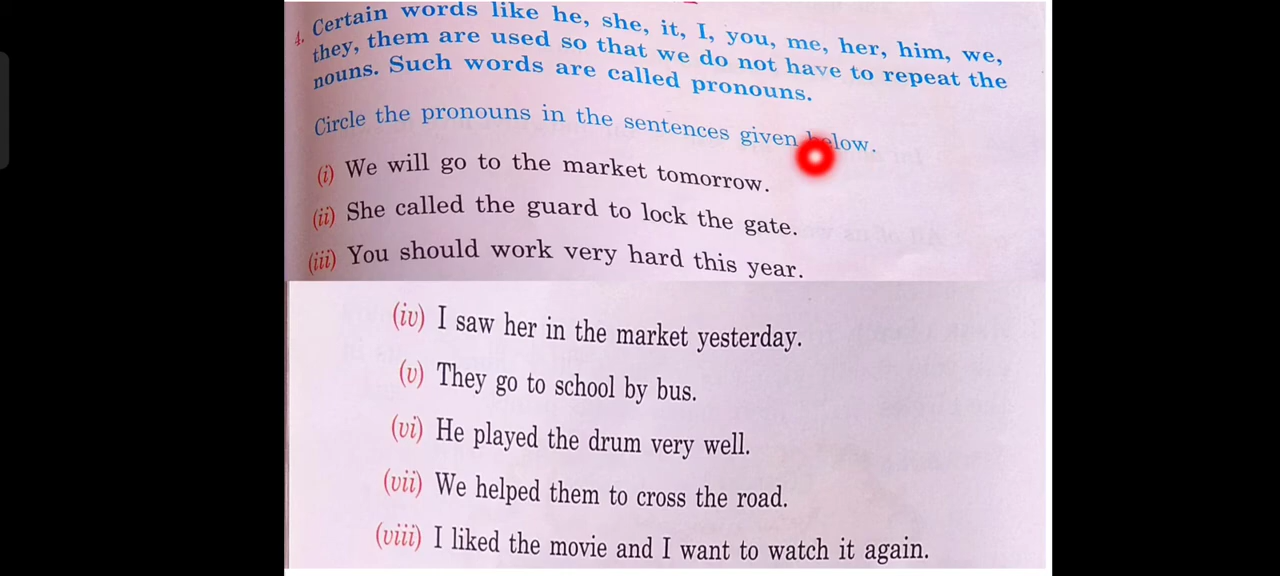 4. Certain words like he, she, it, I, you, me, her, him, we,
they, them are used so that we do not have to repeat the
nouns. Such words are called pronouns.
Circle the pronouns in the sentences given below.
(i) We will go to the market tomorrow.
(ii) She called the guard to lock the gate.
(iii) You should work very hard this year.
(iv) I saw her in the market yesterday.
(v) They go to school by bus.
(vi) He played the drum very well.
(vii) We helped them to cross the road.
(viii) I liked the movie and I want to watch it again.